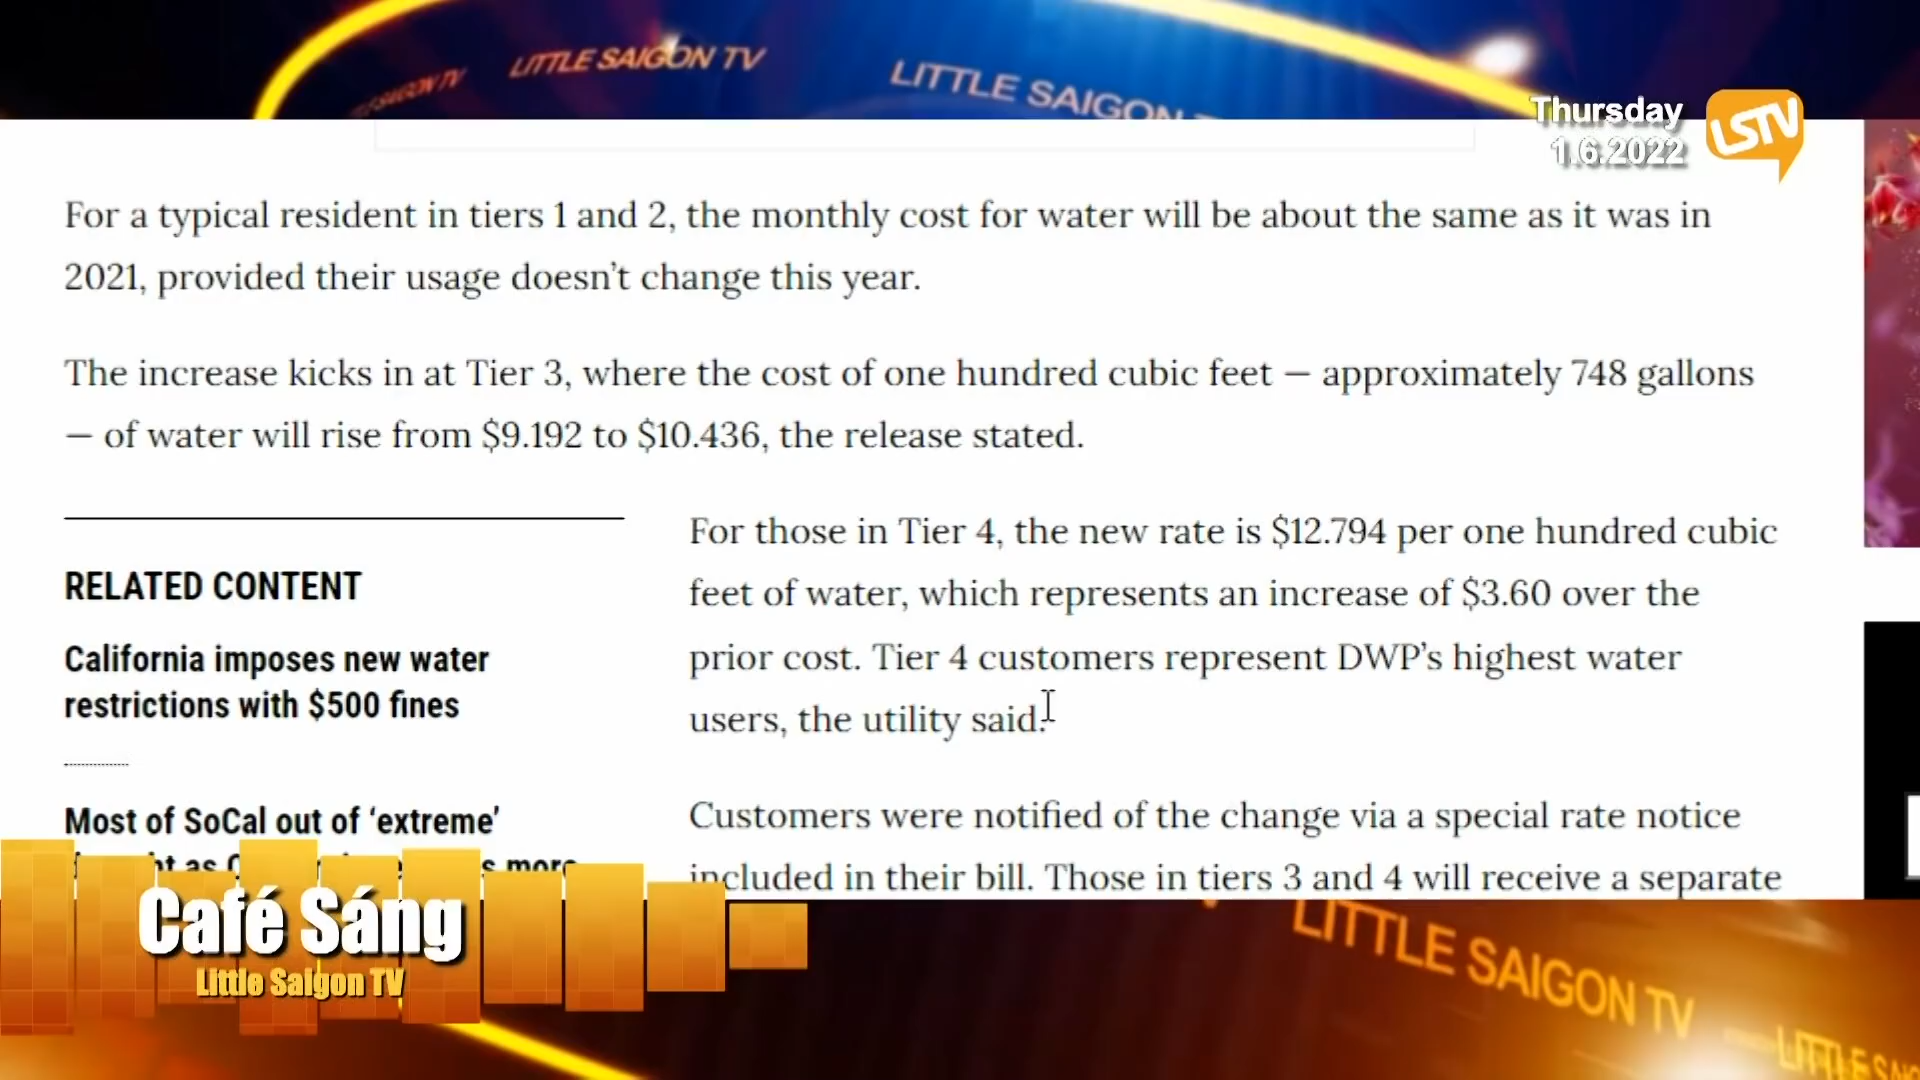 LITTLE SAIGON TV
LITTLE SAIGON
Thursday
1.6.2022
LSTV
For a typical resident in tiers 1 and 2, the monthly cost for water will be about the same as it was in
2021, provided their usage doesn’t change this year.
The increase kicks in at Tier 3, where the cost of one hundred cubic feet — approximately 748 gallons
— of water will rise from $9.192 to $10.436, the release stated.
RELATED CONTENT
California imposes new water
restrictions with $500 fines
Most of SoCal out of ‘extreme’
as more
For those in Tier 4, the new rate is $12.794 per one hundred cubic
feet of water, which represents an increase of $3.60 over the
prior cost. Tier 4 customers represent DWP’s highest water
users, the utility said.
Customers were notified of the change via a special rate notice
included in their bill. Those in tiers 3 and 4 will receive a separate
Café Sáng
Little Saigon TV
LITTLE SAIGON TV